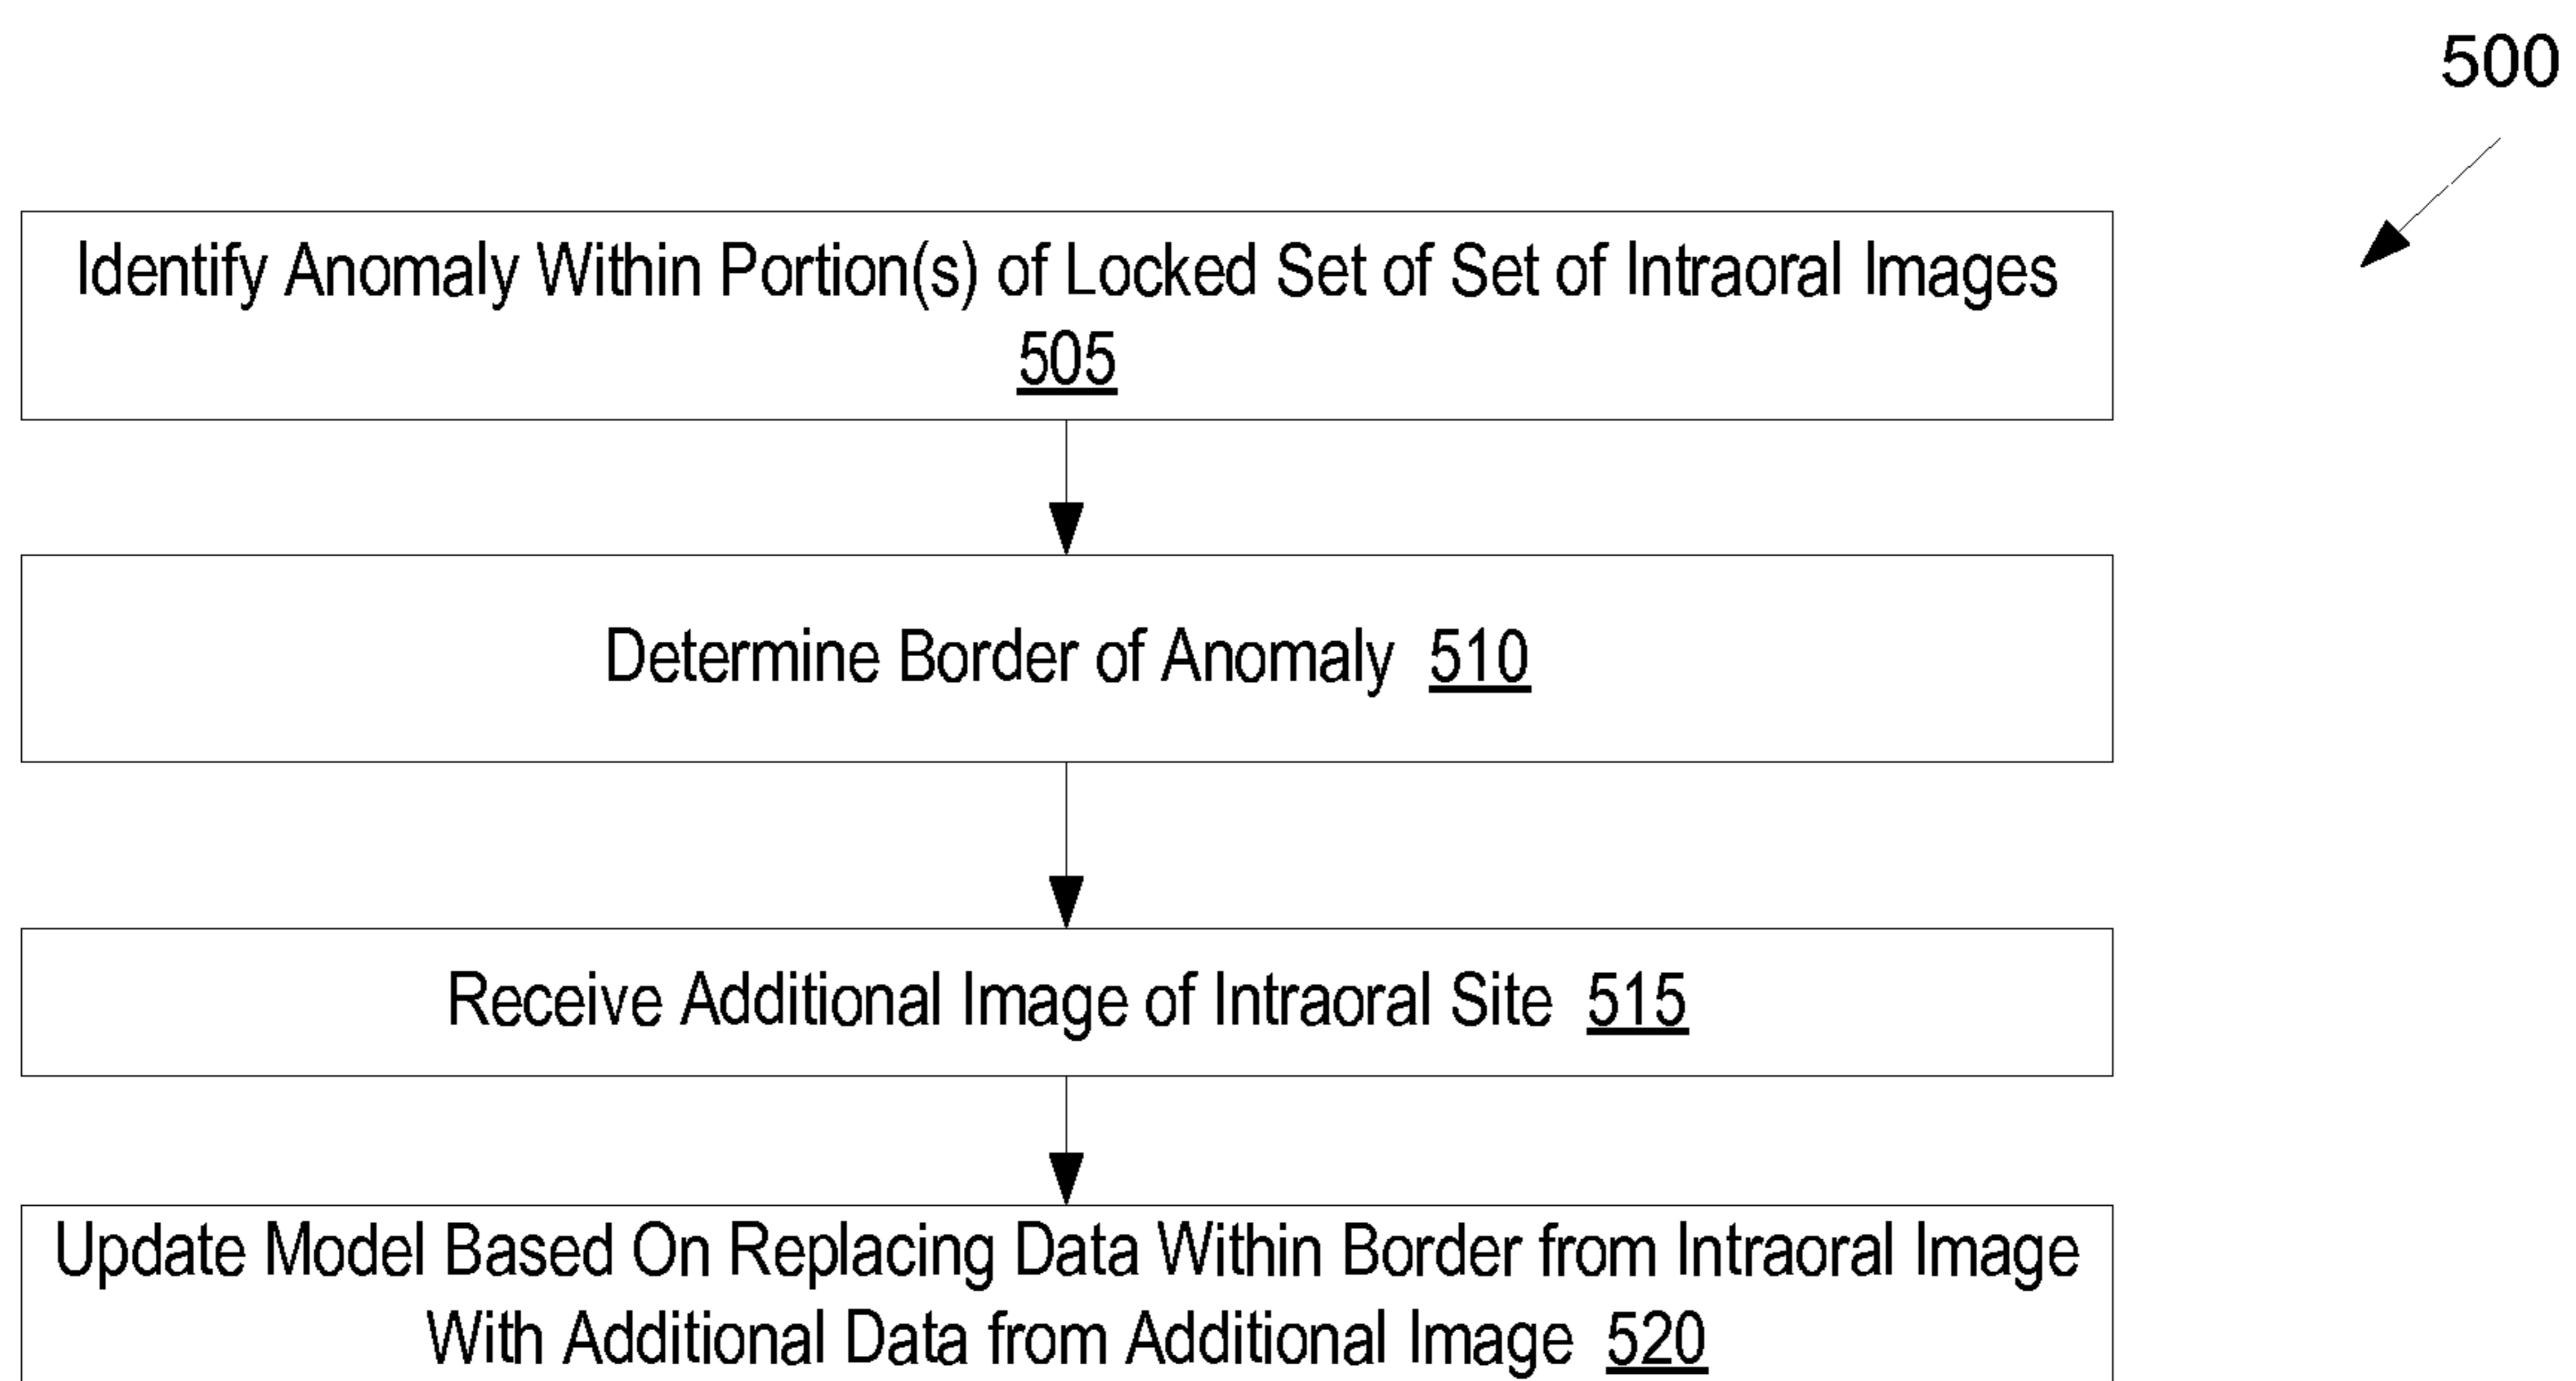 500
Identify Anomaly Within Portion(s) of Locked Set of Set of Intraoral Images
505
Determine Border of Anomaly 510
Receive Additional Image of Intraoral Site 515
Update Model Based On Replacing Data Within Border from Intraoral Image
With Additional Data from Additional Image 520